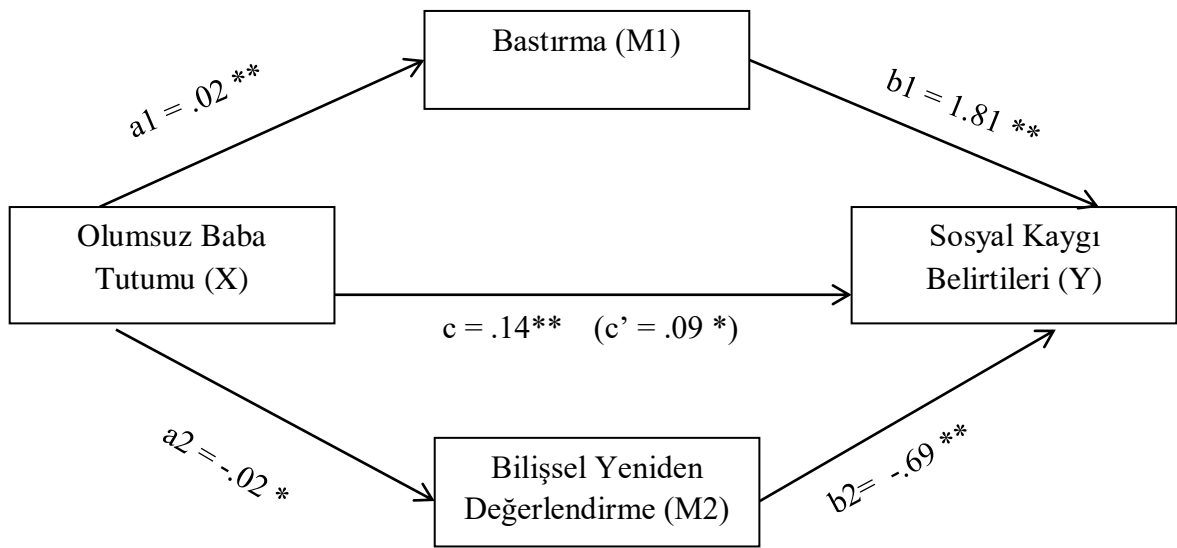 Bastırma (M1)
a1 = .02 **
b1 = 1.81 **
Olumsuz Baba
Tutumu (X)
Sosyal Kaygı
Belirtileri (Y)
c = .14** (c’ = .09 *)
a2 = -.02 *
b2= -.69 **
Bilişsel Yeniden
Değerlendirme (M2)